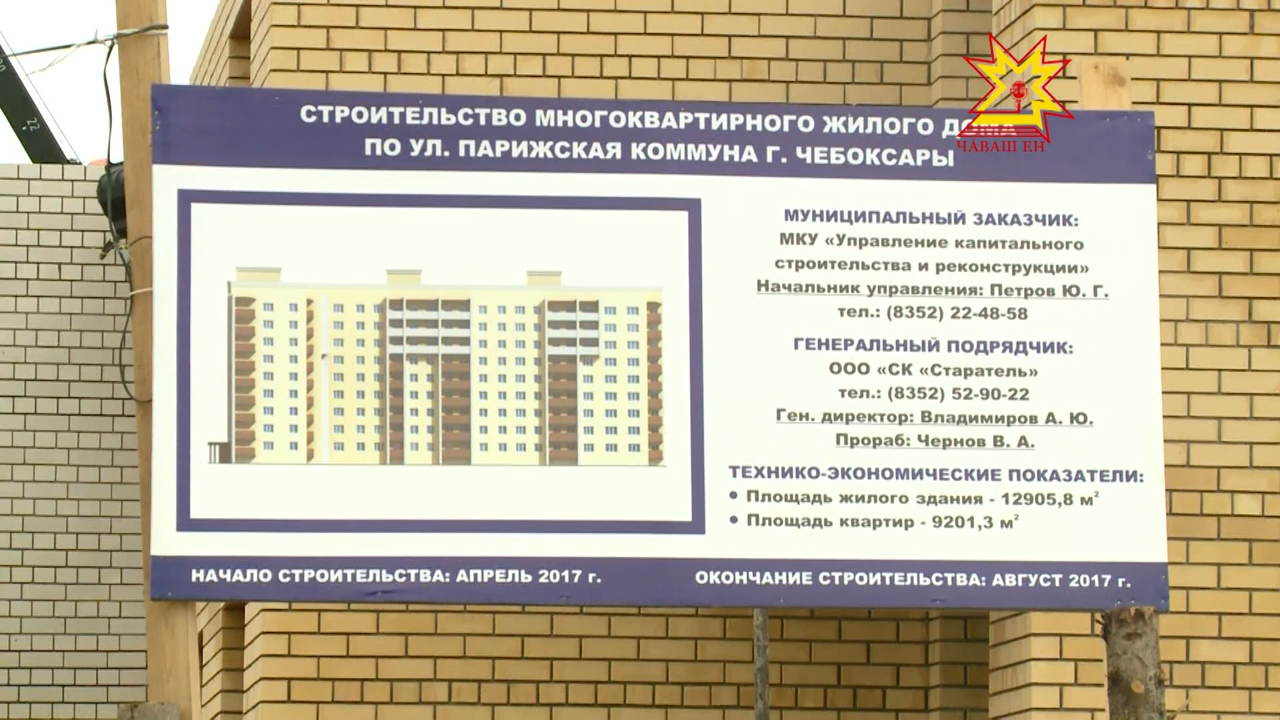 СТРОИТЕЛЬСТВО МНОГОКВАРТИРНОГО ЖИЛОГО ДОМА
ПО УЛ. ПАРИЖСКАЯ КОММУНА Г. ЧЕБОКСАРЫ
ЧĂВАШ ЕН
МУНИЦИПАЛЬНЫЙ ЗАКАЗЧИК:
МКУ «Управление капитального
строительства и реконструкции»
Начальник управления: Петров Ю. Г.
тел.: (8352) 22-48-58
ГЕНЕРАЛЬНЫЙ ПОДРЯДЧИК:
ООО «СК «Старатель»
тел.: (8352) 52-90-22
Ген. директор: Владимиров А. Ю.
Прораб: Чернов В. А.
ТЕХНИКО-ЭКОНОМИЧЕСКИЕ ПОКАЗАТЕЛИ:
• Площадь жилого здания - 12905,8 м²
• Площадь квартир - 9201,3 м²
НАЧАЛО СТРОИТЕЛЬСТВА: АПРЕЛЬ 2017 г.
ОКОНЧАНИЕ СТРОИТЕЛЬСТВА: АВГУСТ 2017 г.
22